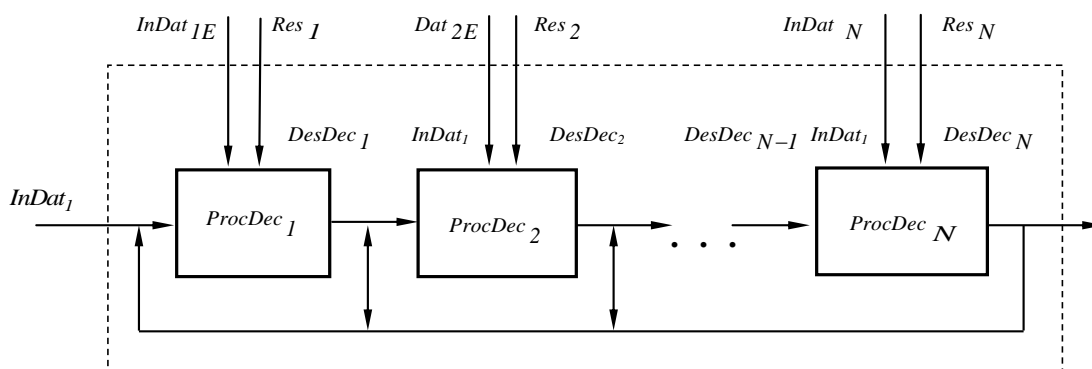 InDat 1E Res 1 Dat 2E Res 2 InDat N Res N
DesDec 1 InDat1 DesDec2 DesDec N−1 InDat1 DesDec N
InDat1
ProcDec 1 ProcDec 2 . . . ProcDec N